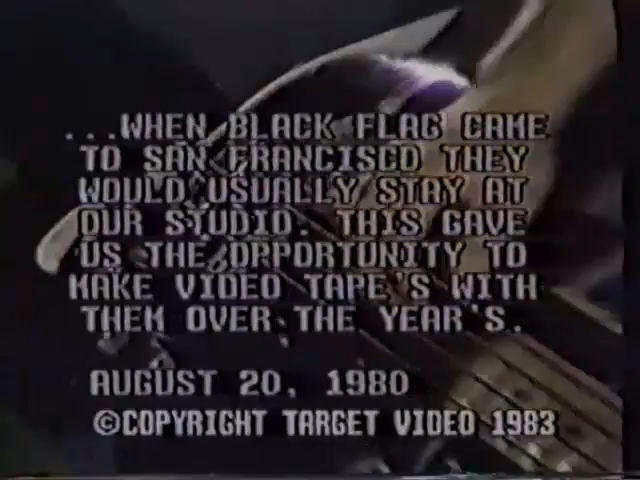 ...WHEN BLACK FLAG CAME
TO SAN FRANCISCO THEY
WOULD USUALLY STAY AT
OUR STUDIO. THIS GAVE
US THE OPPORTUNITY TO
MAKE VIDEO TAPE'S WITH
THEM OVER THE YEAR'S.
AUGUST 20, 1980
©COPYRIGHT TARGET VIDEO 1983